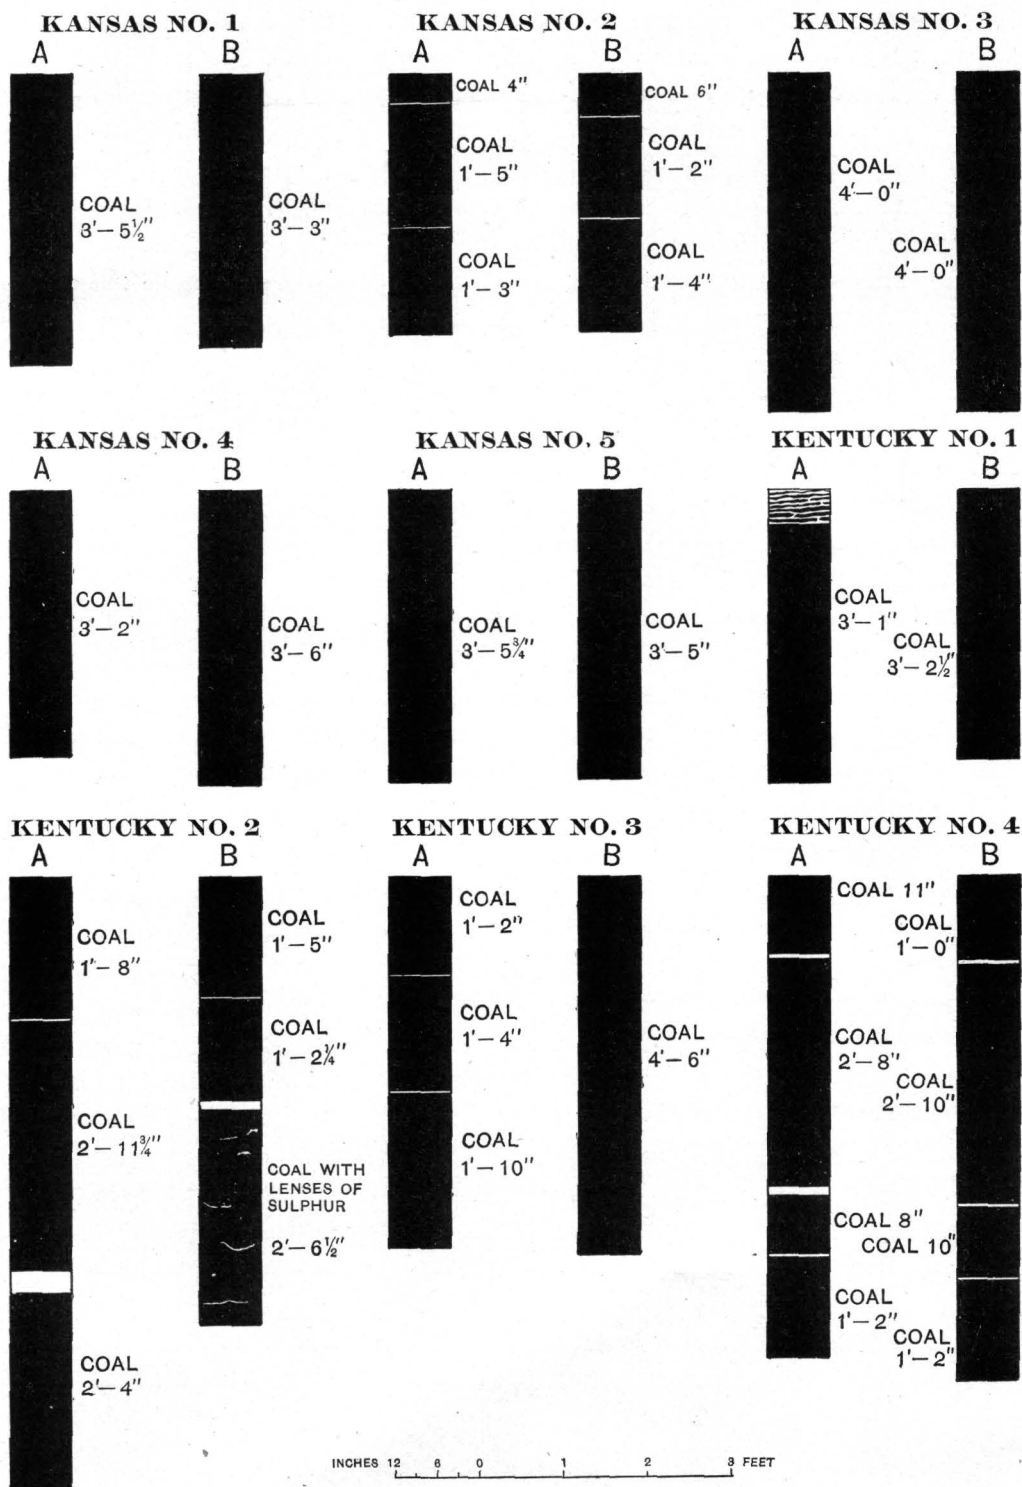 KANSAS NO. 1
A B
COAL
3'–5½"
COAL
3'–3"
KANSAS NO. 2
A B
COAL 4"
COAL
1'–5"
COAL
1'–3"
COAL 6"
COAL
1'–2"
COAL
1'–4"
KANSAS NO. 3
A B
COAL
4'–0"
COAL
4'–0"
KANSAS NO. 4
A B
COAL
3'–2"
COAL
3'–6"
KANSAS NO. 5
A B
COAL
3'–5¾"
COAL
3'–5"
KENTUCKY NO. 1
A B
COAL
3'–1"
COAL
3'–2½"
KENTUCKY NO. 2
A B
COAL
1'–8"
COAL
2'–11¾"
COAL
2'–4"
COAL
1'–5"
COAL
1'–2¼"
COAL WITH
LENSES OF
SULPHUR
2'–6½"
KENTUCKY NO. 3
A B
COAL
1'–2"
COAL
1'–4"
COAL
1'–10"
COAL
4'–6"
KENTUCKY NO. 4
A B
COAL 11"
COAL
2'–8"
COAL 8"
COAL
1'–2"
COAL
1'–0"
COAL
2'–10"
COAL 10"
COAL
1'–2"
INCHES 12 6 0 1 2 3 FEET